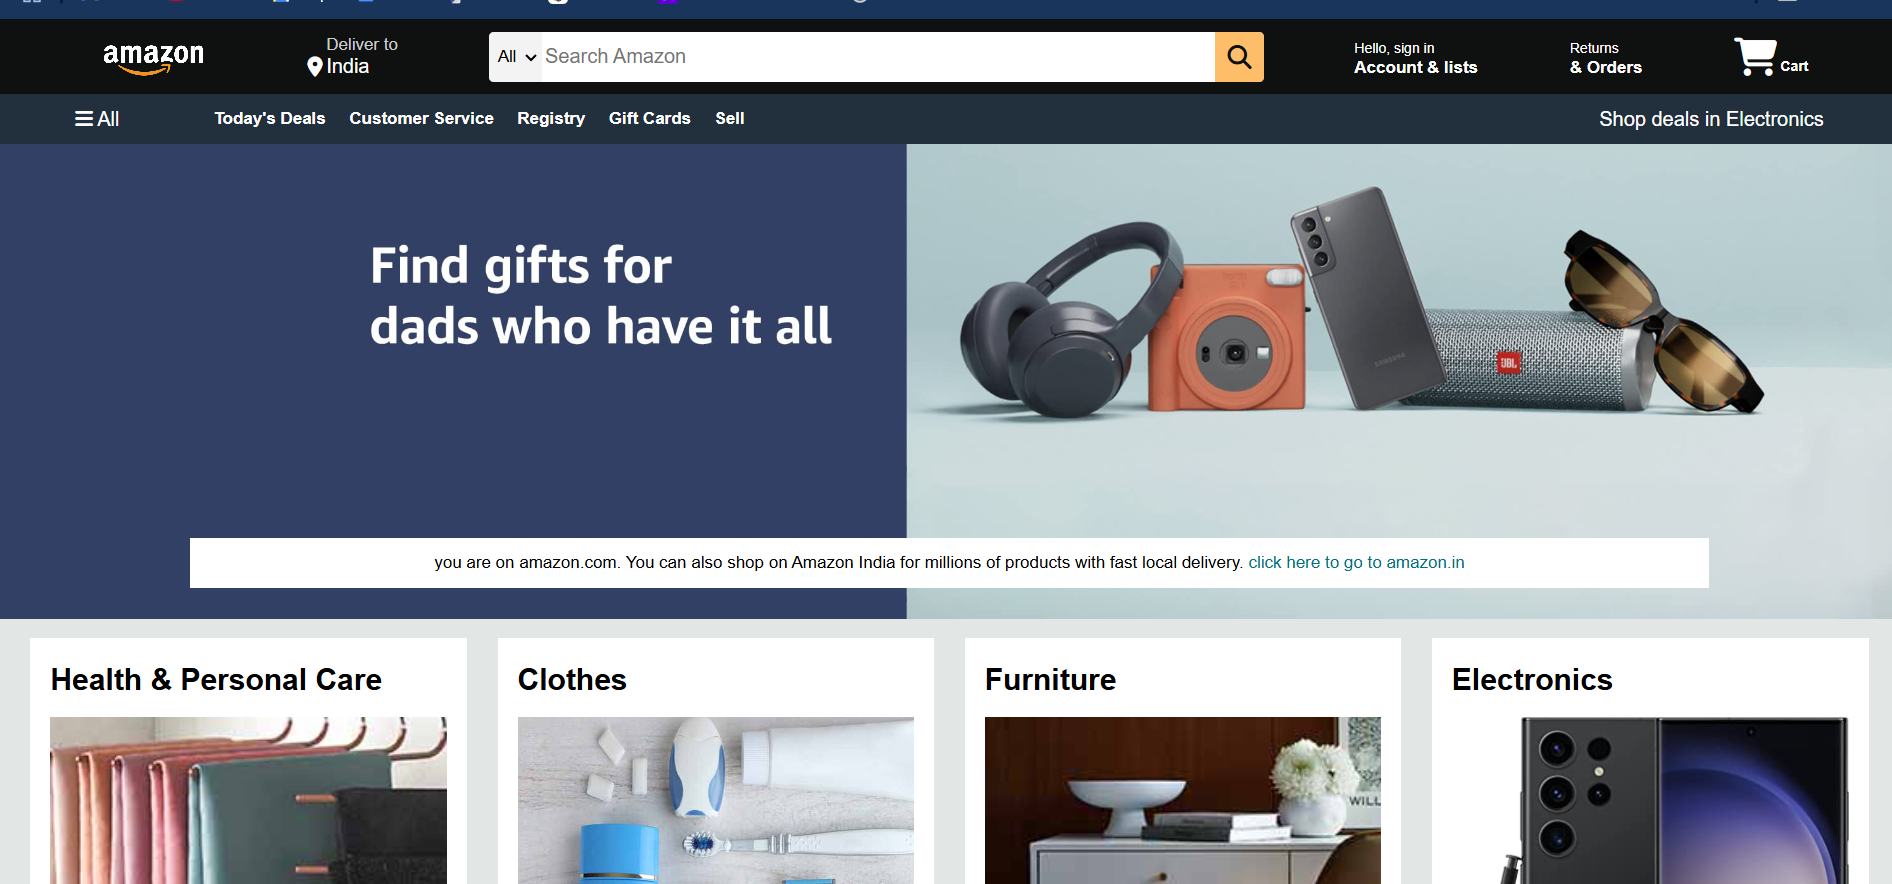 amazon
Deliver to
India
All
Search Amazon
Hello, sign in
Account & lists
Returns
& Orders
Cart
All
Today's Deals
Customer Service
Registry
Gift Cards
Sell
Shop deals in Electronics
Find gifts for
dads who have it all
SAMSUNG
JBL
you are on amazon.com. You can also shop on Amazon India for millions of products with fast local delivery. click here to go to amazon.in
Health & Personal Care
Clothes
Furniture
Electronics
WILL